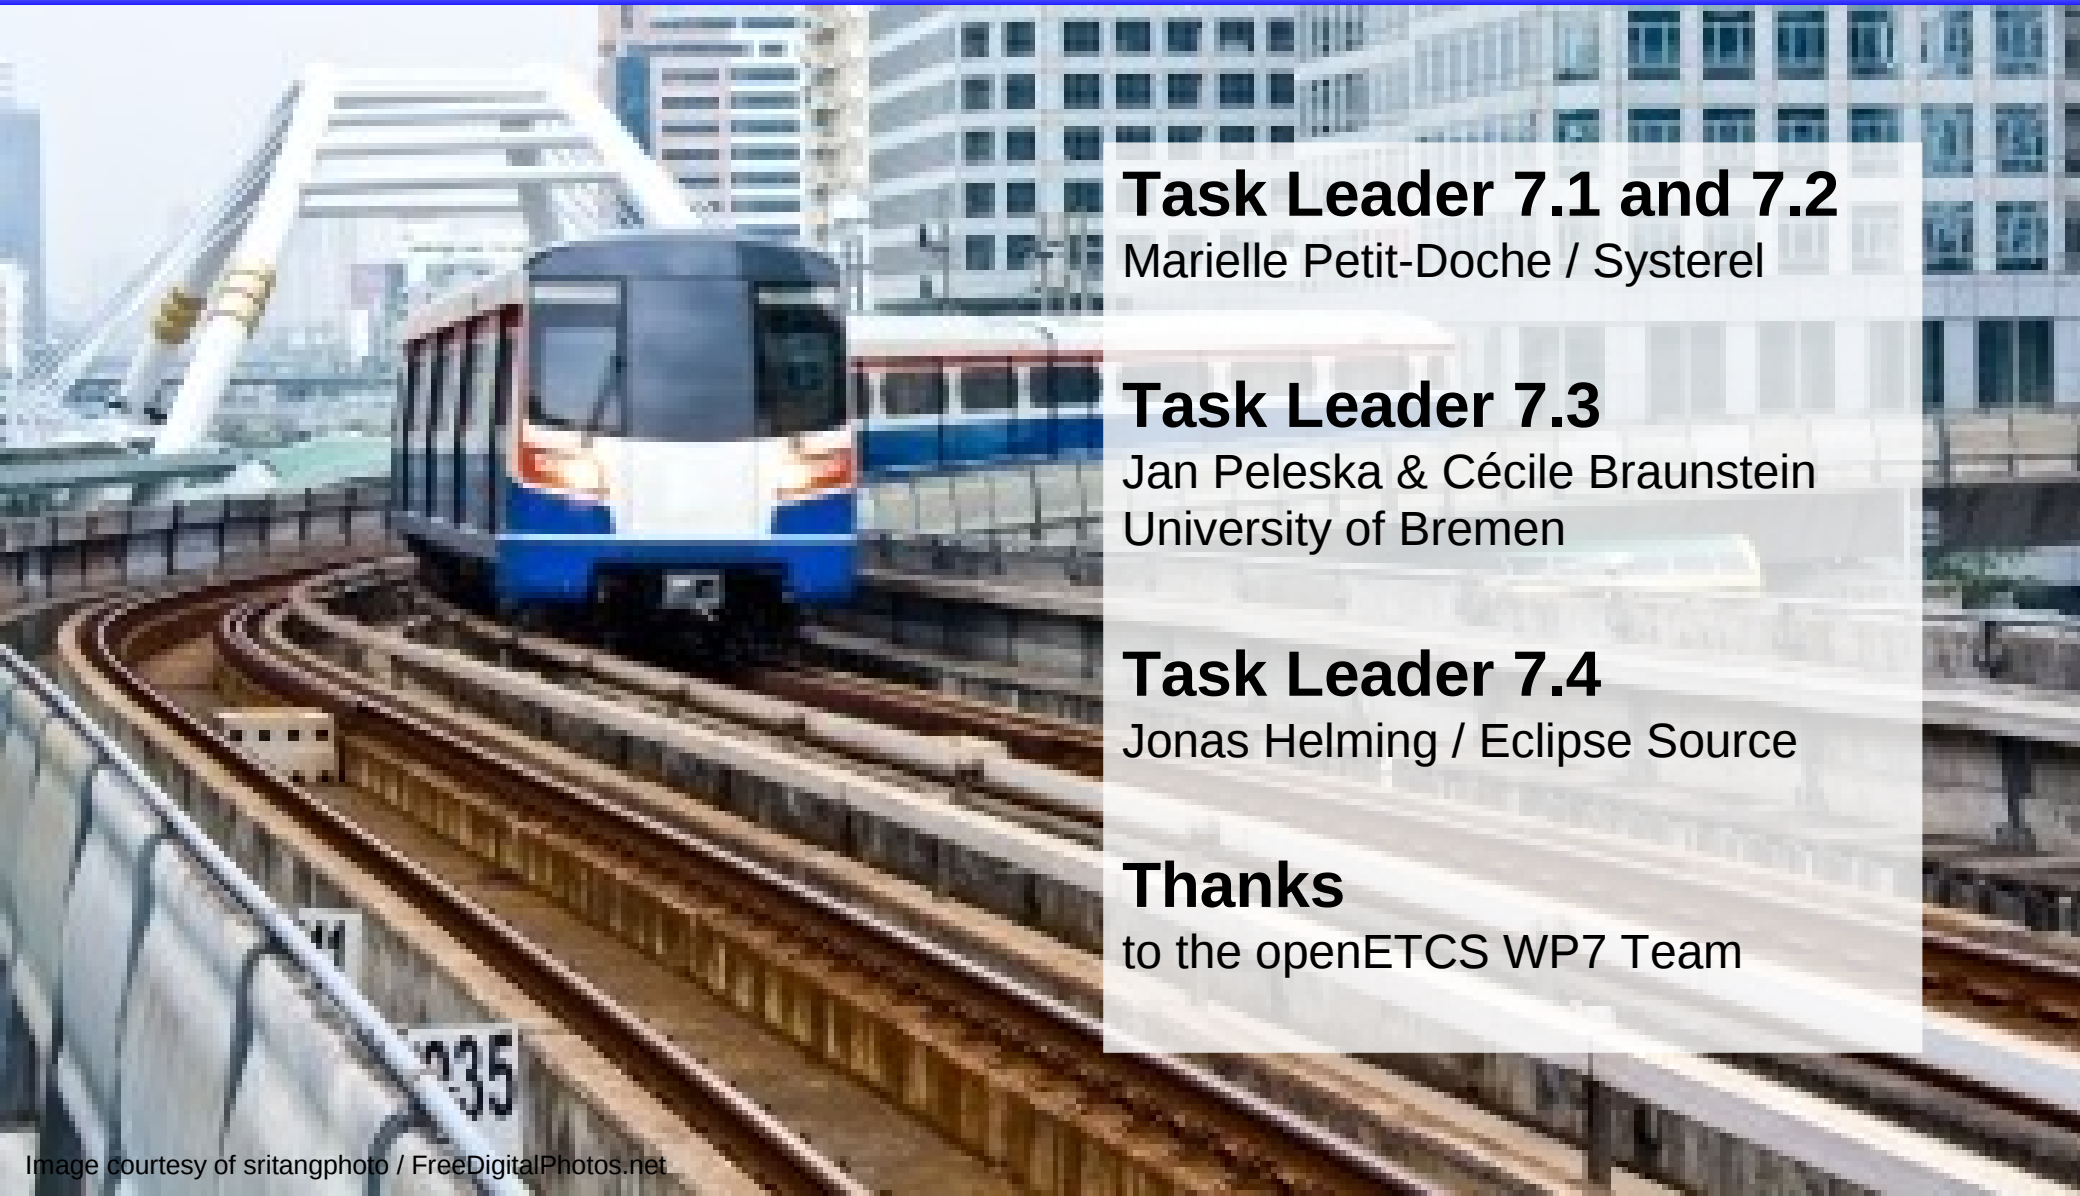 Task Leader 7.1 and 7.2
Marielle Petit-Doche / Systerel
Task Leader 7.3
Jan Peleska & Cécile Braunstein
University of Bremen
Task Leader 7.4
Jonas Helming / Eclipse Source
Thanks
to the openETCS WP7 Team
Image courtesy of sritangphoto / FreeDigitalPhotos.net